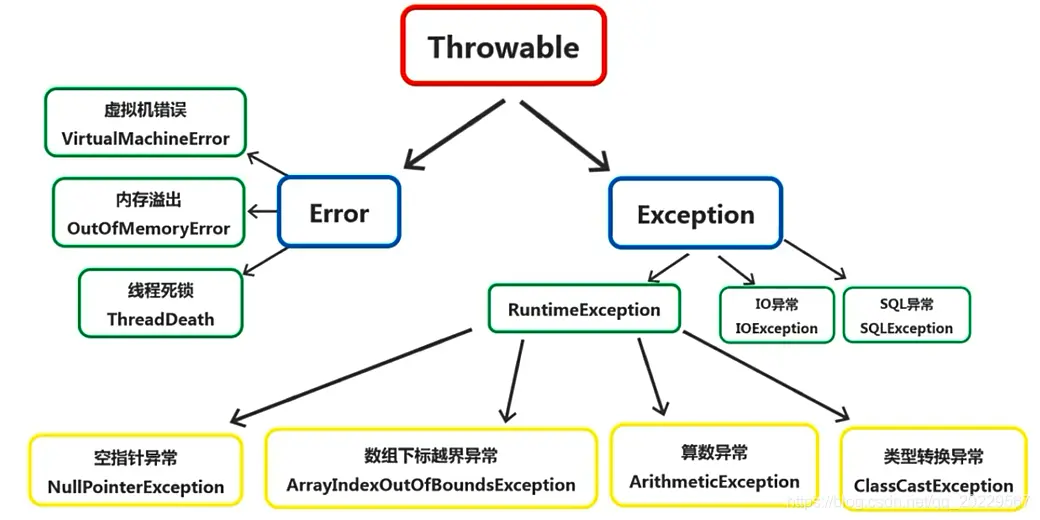 Throwable
虚拟机错误
VirtualMachineError
内存溢出
OutOfMemoryError
线程死锁
ThreadDeath
Error
Exception
RuntimeException
IO异常
IOException
SQL异常
SQLException
空指针异常
NullPointerException
数组下标越界异常
ArrayIndexOutOfBoundsException
算数异常
ArithmeticException
类型转换异常
ClassCastException
https://blog.csdn.net/qq_20229567